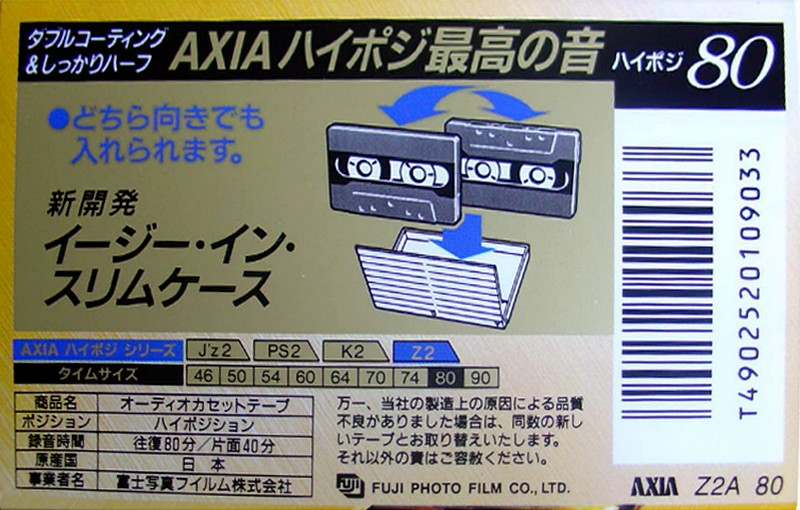 ダブルコーティング
&しっかりハーフ
AXIAハイポジ最高の音
ハイポジ80
●どちら向きでも
入れられます。
新開発
イージー・イン・
スリムケース
T4902520109033
AXIA ハイポジ シリーズ J'z2 PS2 K2 Z2
タイムサイズ 46 50 54 60 64 70 74 80 90
商品名 オーディオカセットテープ
ポジション ハイポジション
録音時間 往復80分/片面40分
原産国 日本
事業者名 富士写真フイルム株式会社
万一、当社の製造上の原因による品質
不良がありました場合は、同数の新し
いテープとお取り替えいたします。
それ以外の責はご容赦ください。
FUJI PHOTO FILM CO., LTD.
AXIA Z2A 80